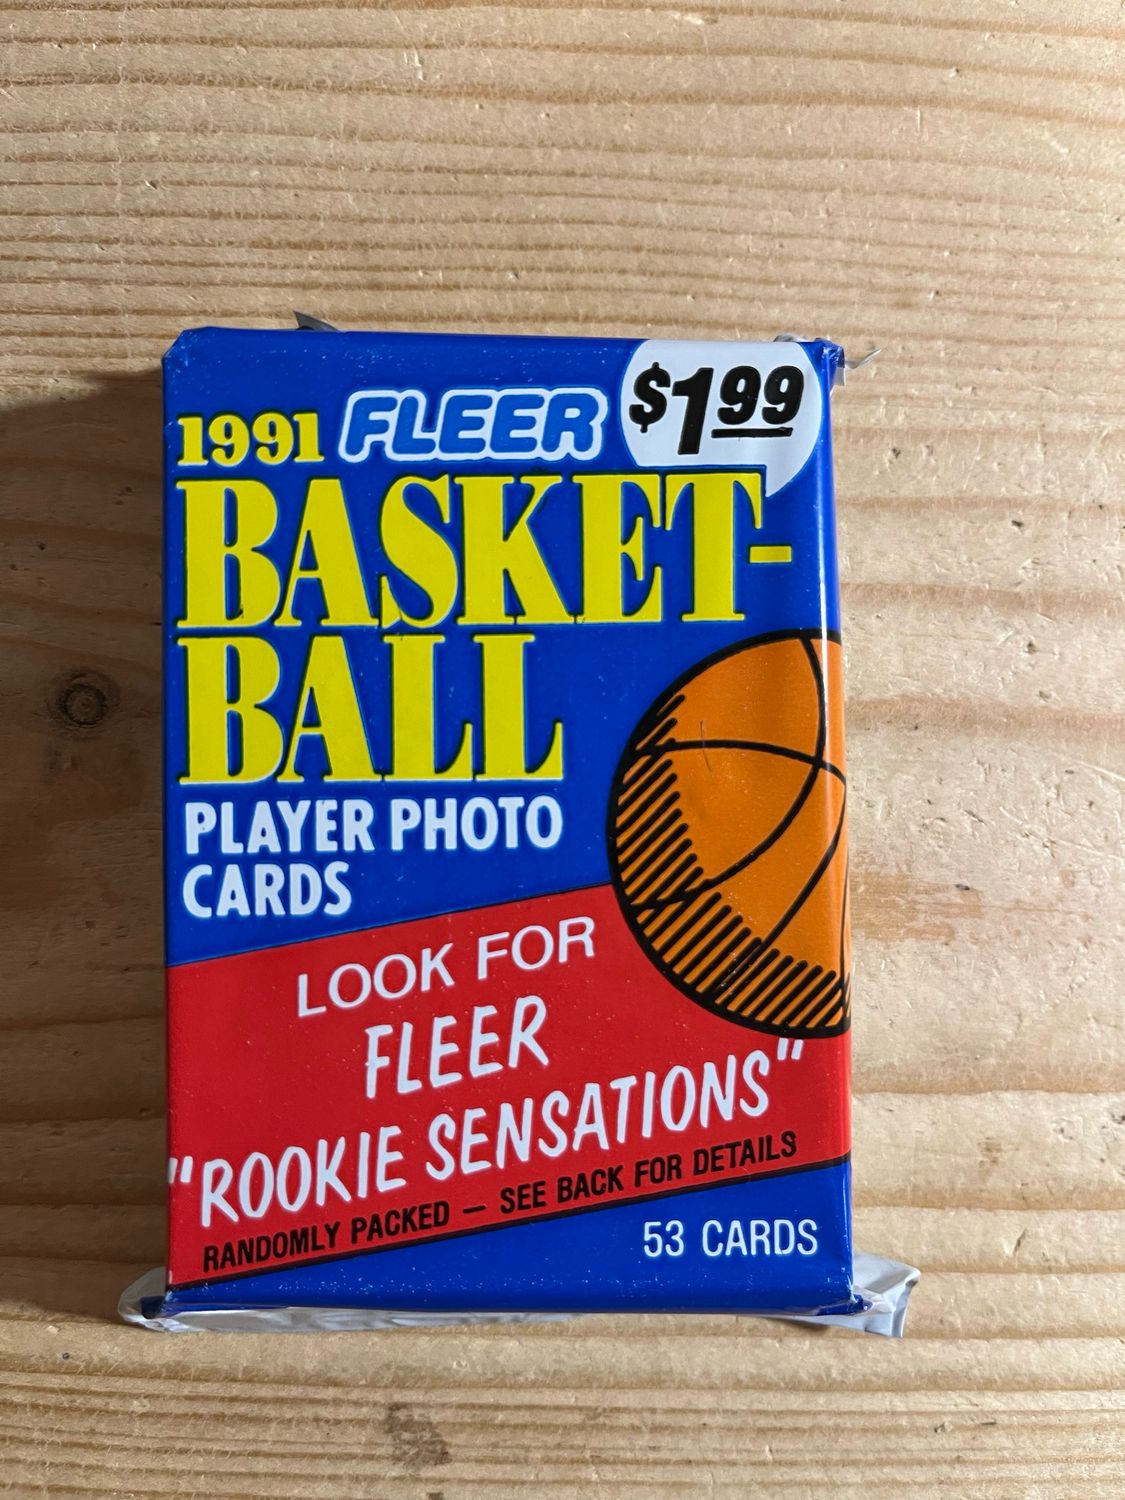 1991 FLEER $1.99
BASKET-
BALL
PLAYER PHOTO
CARDS
LOOK FOR
FLEER
"ROOKIE SENSATIONS"
RANDOMLY PACKED — SEE BACK FOR DETAILS
53 CARDS